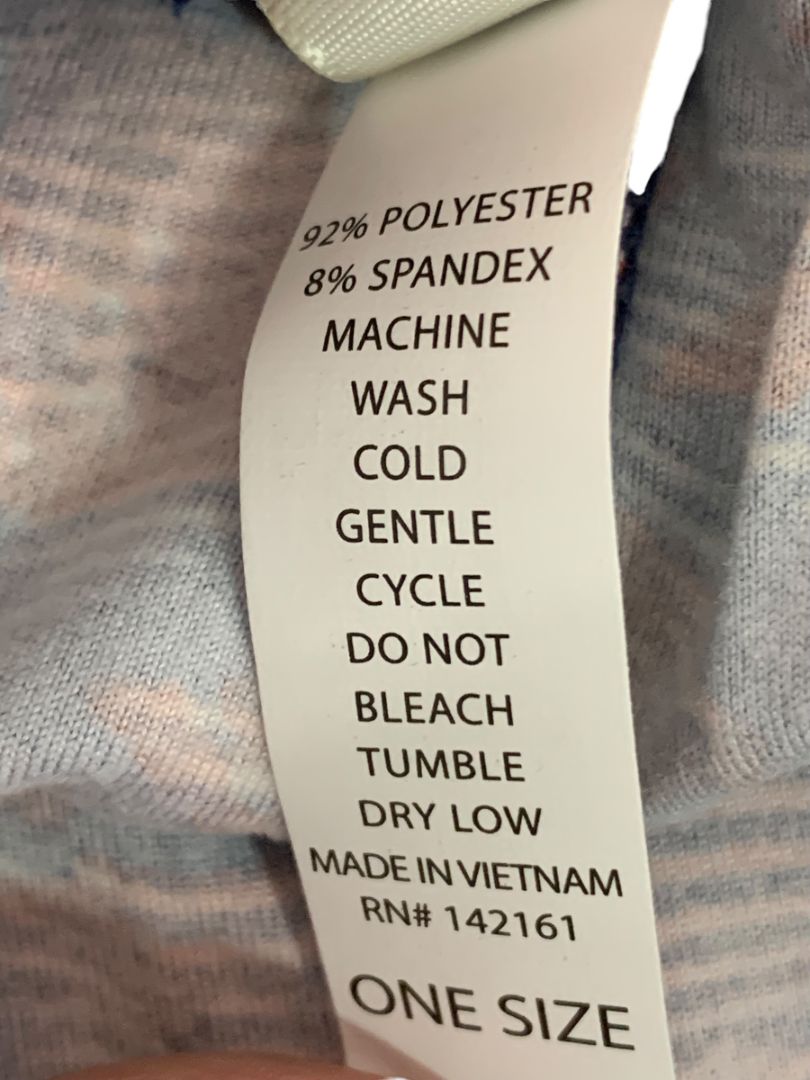 92% POLYESTER
8% SPANDEX
MACHINE
WASH
COLD
GENTLE
CYCLE
DO NOT
BLEACH
TUMBLE
DRY LOW
MADE IN VIETNAM
RN# 142161
ONE SIZE